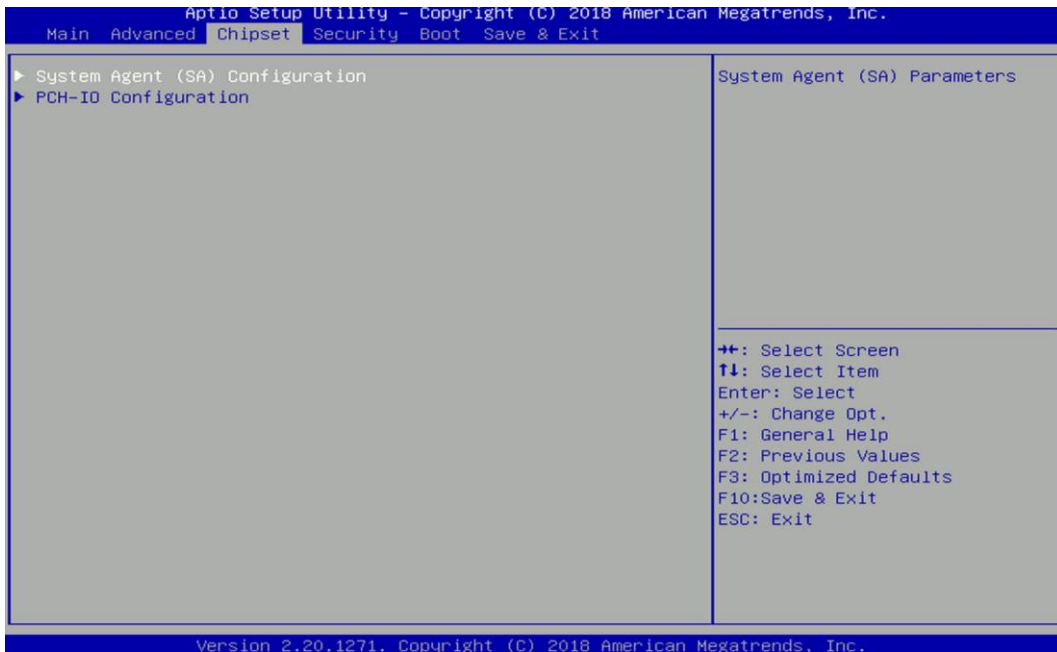 Aptio Setup Utility – Copyright (C) 2018 American Megatrends, Inc.
Main Advanced Chipset Security Boot Save & Exit
▶ System Agent (SA) Configuration
▶ PCH-IO Configuration
System Agent (SA) Parameters
→←: Select Screen
↑↓: Select Item
Enter: Select
+/-: Change Opt.
F1: General Help
F2: Previous Values
F3: Optimized Defaults
F10:Save & Exit
ESC: Exit
Version 2.20.1271. Copyright (C) 2018 American Megatrends, Inc.